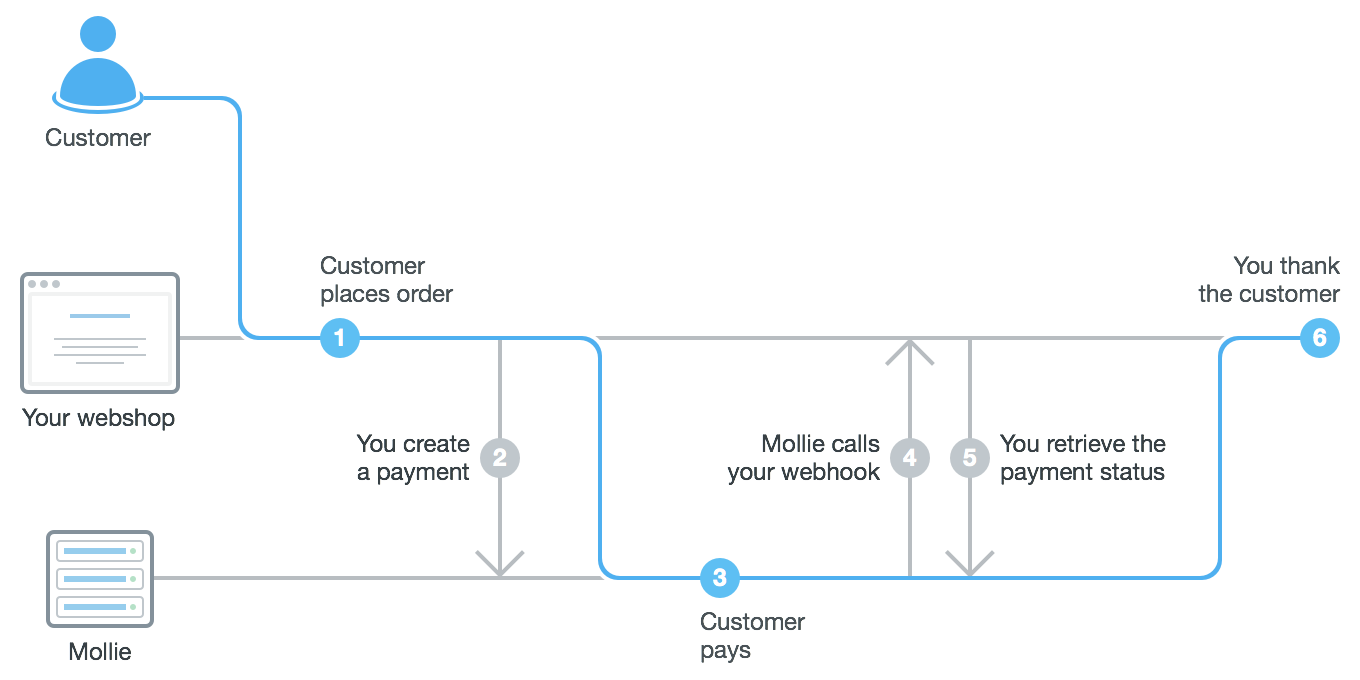 Customer
Customer
places order
You thank
the customer
1
6
Your webshop
You create
a payment
2
Mollie calls
your webhook
4
5
You retrieve the
payment status
3
Customer
pays
Mollie